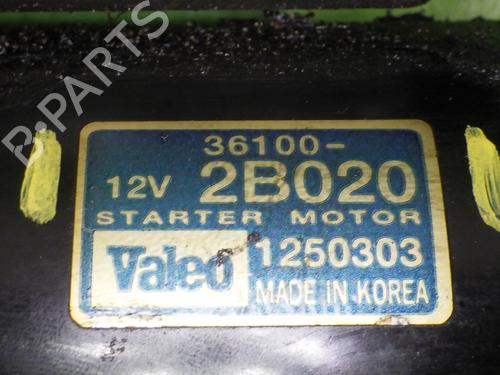 B-PARTS
36100-
12V 2B020
STARTER MOTOR
Valeo 1250303
MADE IN KOREA